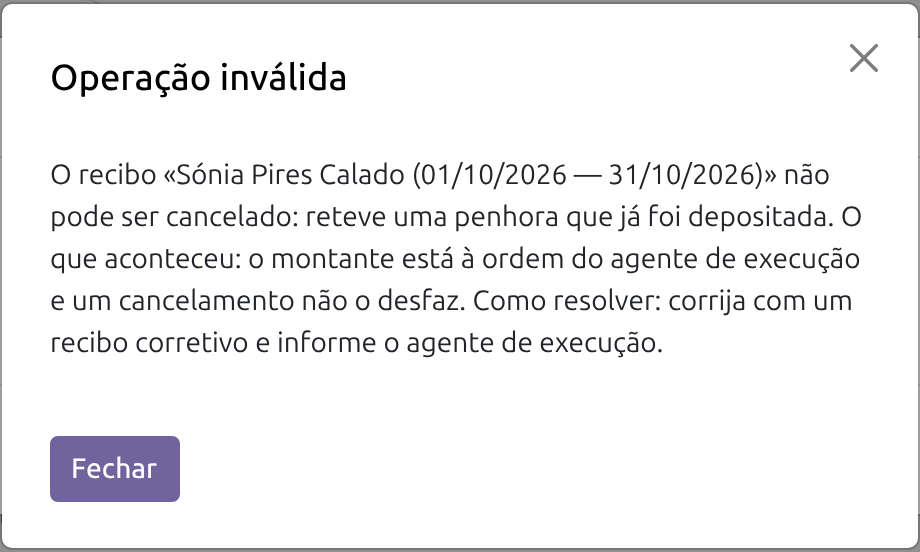 Operação inválida
O recibo «Sónia Pires Calado (01/10/2026 — 31/10/2026)» não
pode ser cancelado: reteve uma penhora que já foi depositada. O
que aconteceu: o montante está à ordem do agente de execução
e um cancelamento não o desfaz. Como resolver: corrija com um
recibo corretivo e informe o agente de execução.
Fechar